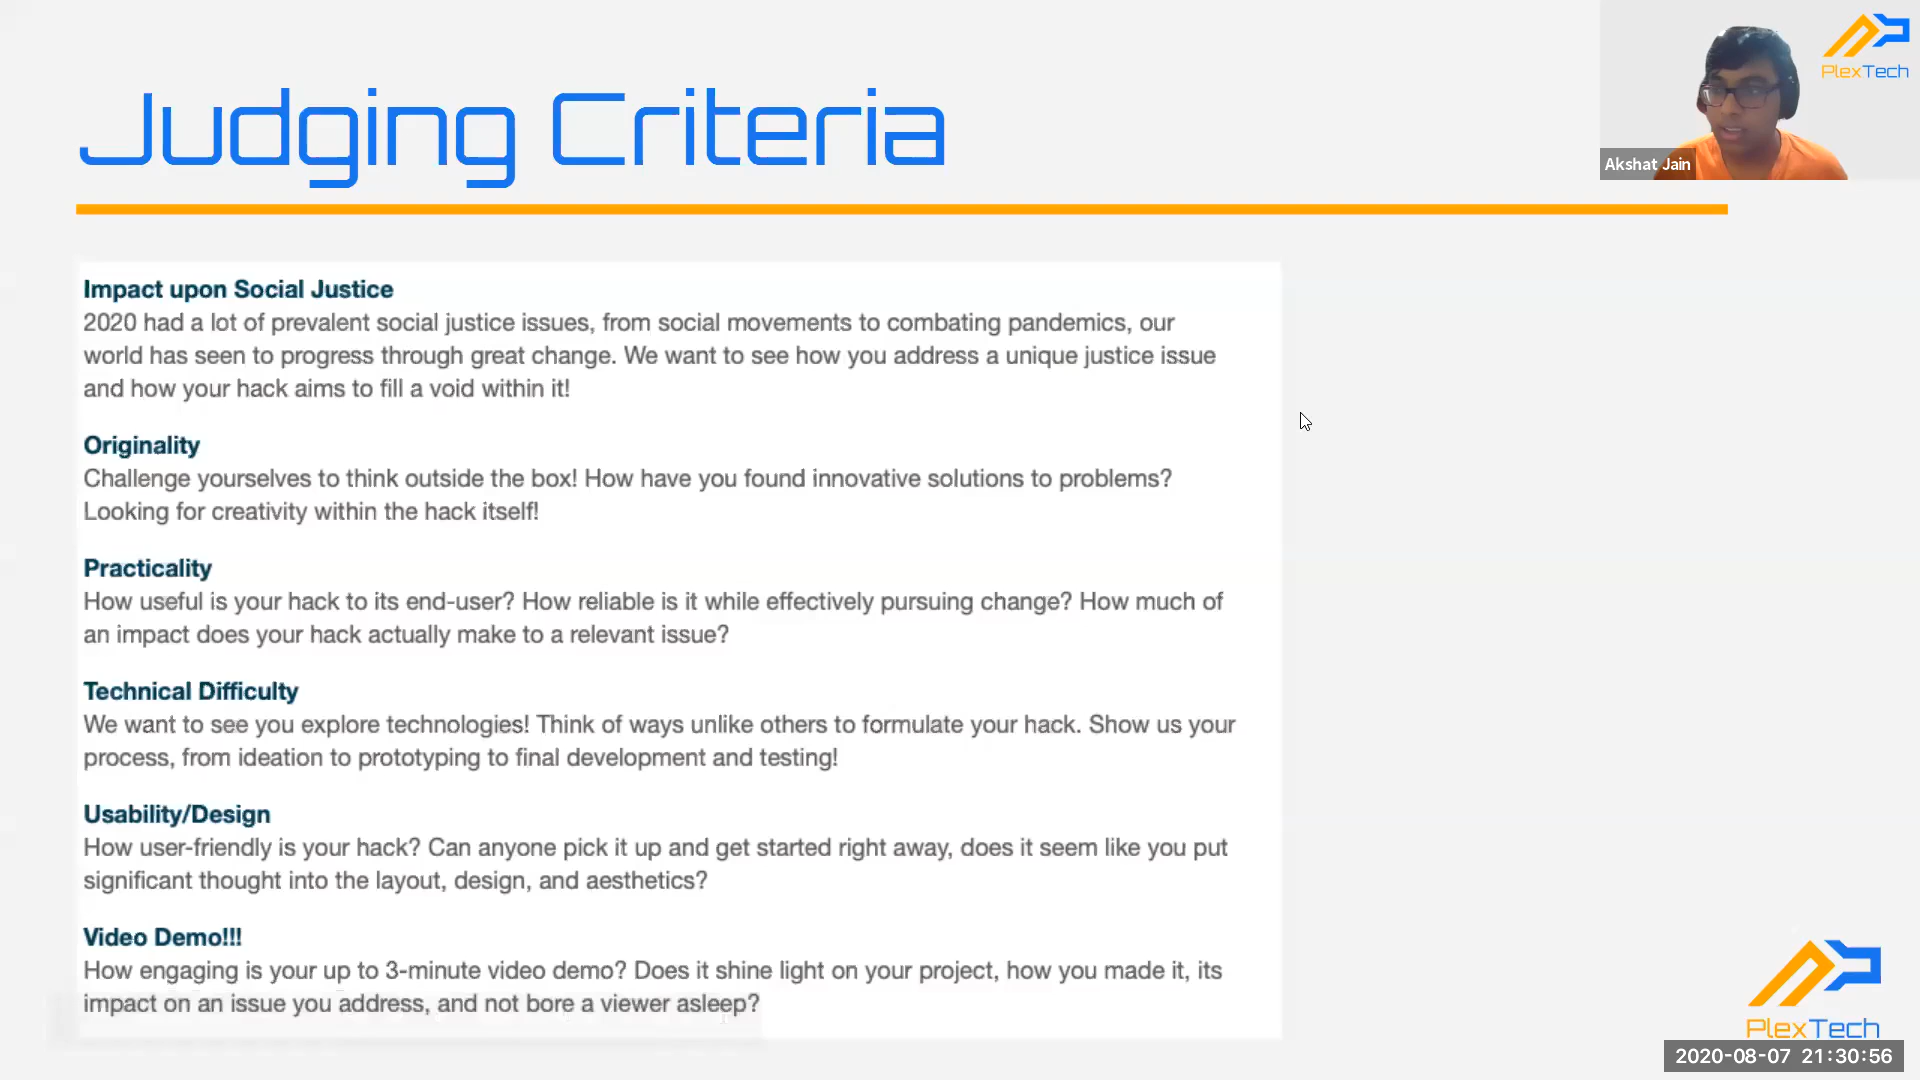 Judging Criteria
PlexTech
Akshat Jain
Impact upon Social Justice
2020 had a lot of prevalent social justice issues, from social movements to combating pandemics, our
world has seen to progress through great change. We want to see how you address a unique justice issue
and how your hack aims to fill a void within it!
Originality
Challenge yourselves to think outside the box! How have you found innovative solutions to problems?
Looking for creativity within the hack itself!
Practicality
How useful is your hack to its end-user? How reliable is it while effectively pursuing change? How much of
an impact does your hack actually make to a relevant issue?
Technical Difficulty
We want to see you explore technologies! Think of ways unlike others to formulate your hack. Show us your
process, from ideation to prototyping to final development and testing!
Usability/Design
How user-friendly is your hack? Can anyone pick it up and get started right away, does it seem like you put
significant thought into the layout, design, and aesthetics?
Video Demo!!!
How engaging is your up to 3-minute video demo? Does it shine light on your project, how you made it, its
impact on an issue you address, and not bore a viewer asleep?
PlexTech
2020-08-07 21:30:56